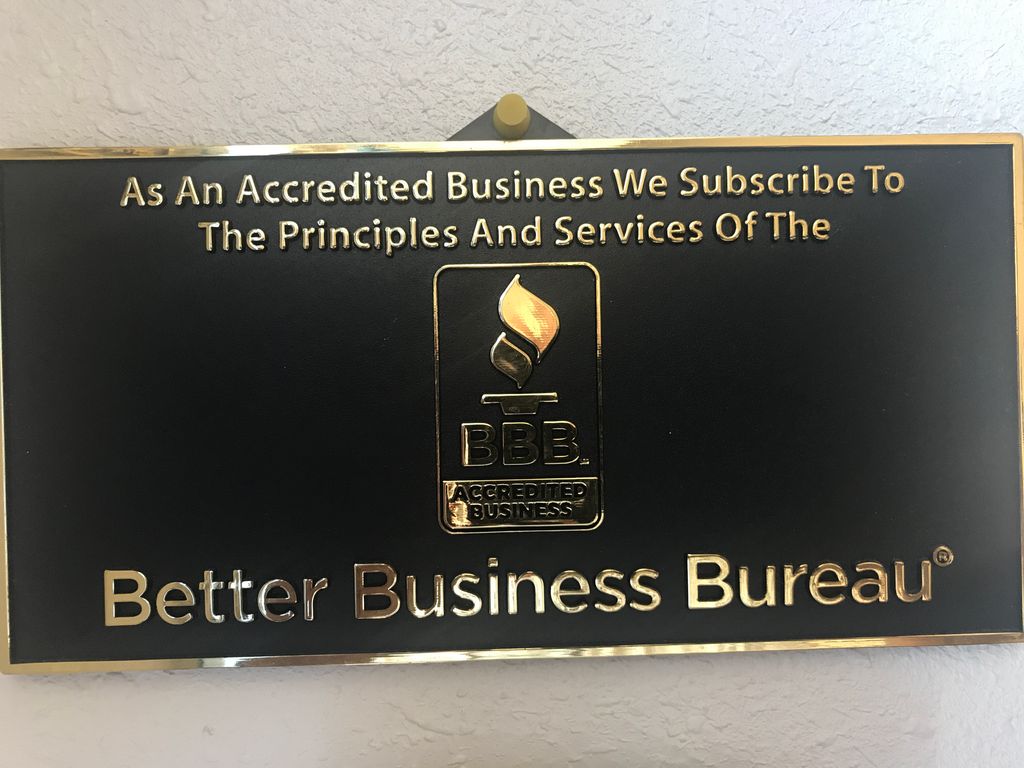 As An Accredited Business We Subscribe To
The Principles And Services Of The
BBB
ACCREDITED
BUSINESS
Better Business Bureau®